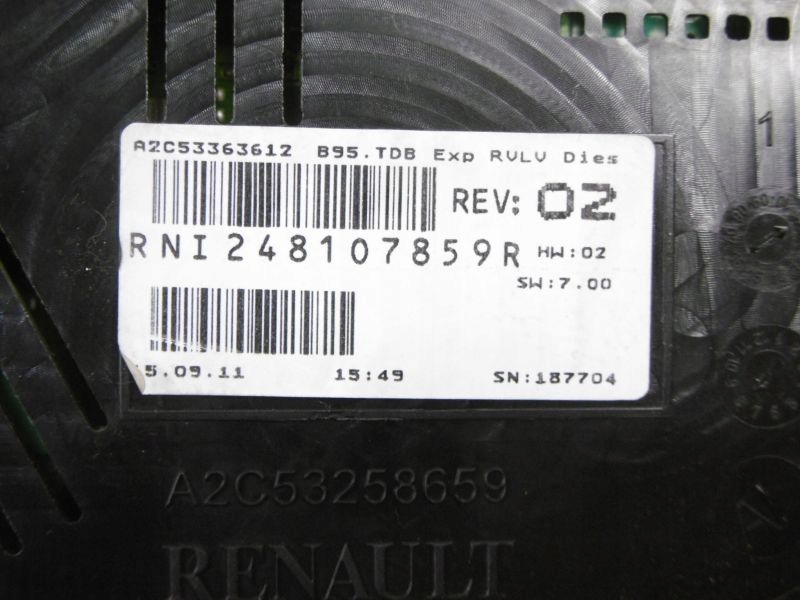 A2C53363612 B95.TDB Exp RVLV Dies
REV: 02
RNI248107859R HW:02
SW:7.00
5.09.11 15:49 SN:187704
1
A2C53258659
RENAULT